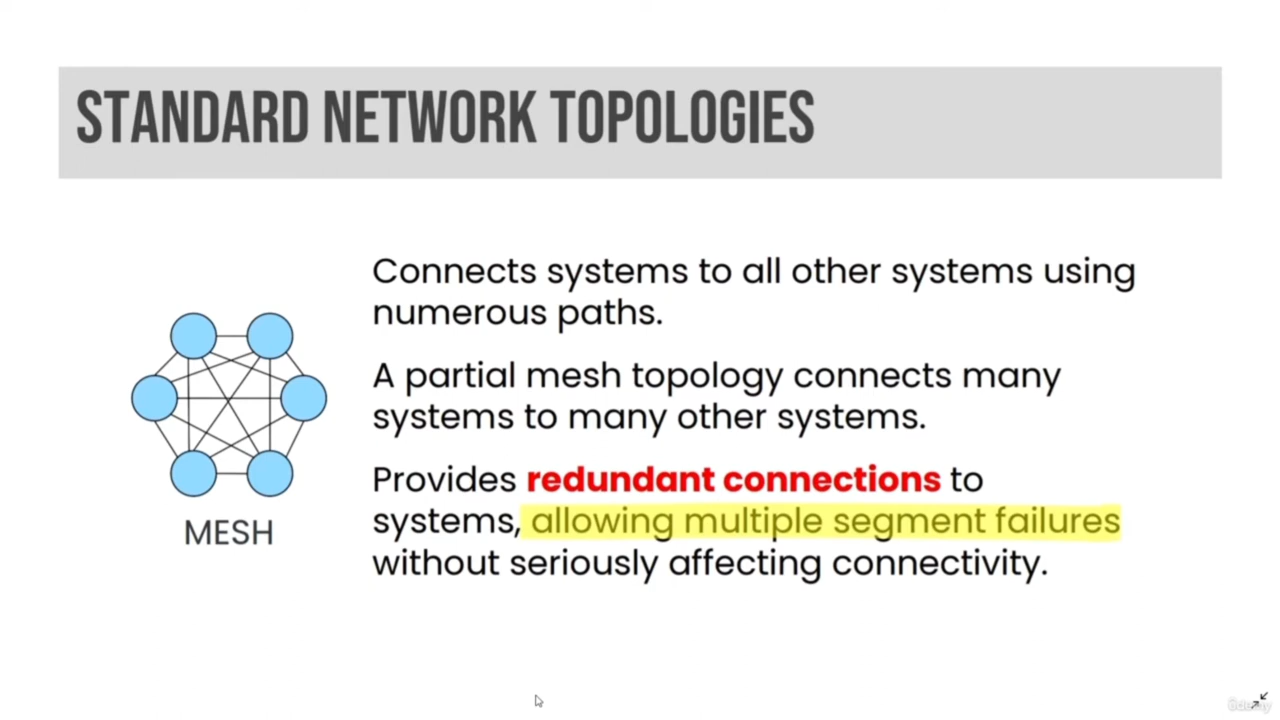 STANDARD NETWORK TOPOLOGIES
Connects systems to all other systems using
numerous paths.
A partial mesh topology connects many
systems to many other systems.
Provides redundant connections to
systems, allowing multiple segment failures
without seriously affecting connectivity.
MESH
Udemy